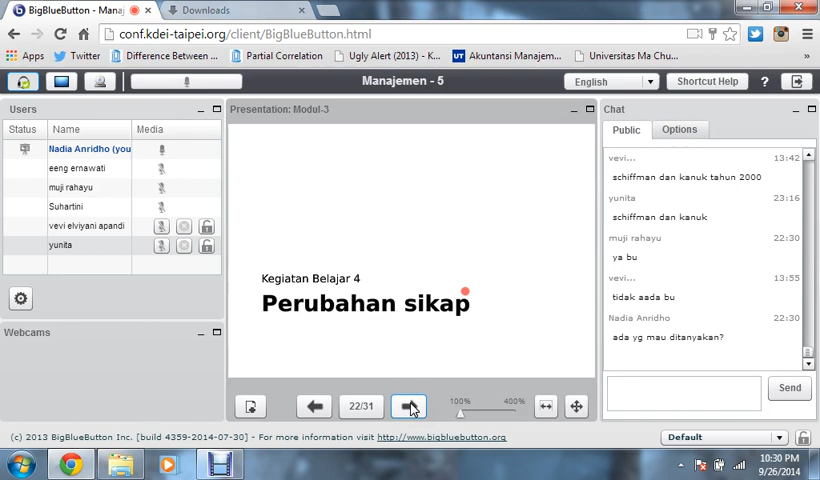 BigBlueButton - Manaj
Downloads
conf.kdei-taipei.org/client/BigBlueButton.html
Apps
Twitter
Difference Between ...
Partial Correlation
Ugly Alert (2013) - K...
UT
Akuntansi Manajem...
Universitas Ma Chu...
»
Manajemen - 5
English
Shortcut Help
?
Users
Status
Name
Media
Nadia Anridho (you
eeng ernawati
muji rahayu
Suhartini
vevi elviyani apandi
yunita
Webcams
Presentation: Modul-3
Kegiatan Belajar 4
Perubahan sikap
22/31
100%
400%
Chat
Public
Options
vevi...
13:42
schiffman dan kanuk tahun 2000
yunita
23:16
schiffman dan kanuk
muji rahayu
22:30
ya bu
vevi...
13:55
tidak aada bu
Nadia Anridho
22:30
ada yg mau ditanyakan?
Send
(c) 2013 BigBlueButton Inc. [build 4359-2014-07-30] - For more information visit http://www.bigbluebutton.org
Default
10:30 PM
9/26/2014